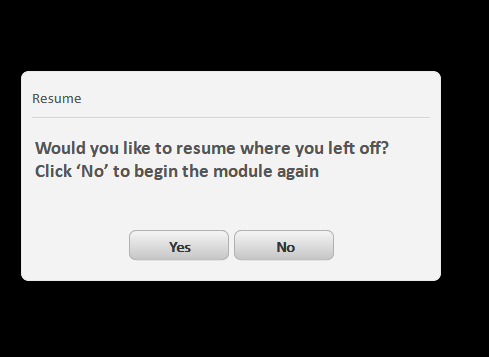 Resume
Would you like to resume where you left off?
Click ‘No’ to begin the module again
Yes No